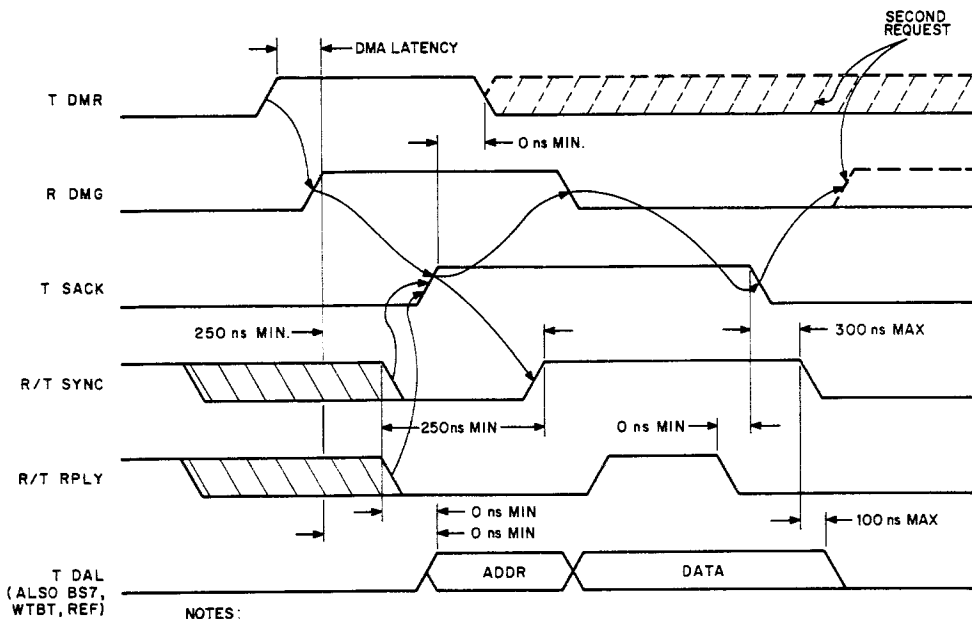 SECOND
REQUEST
DMA LATENCY
T DMR
0 ns MIN.
R DMG
T SACK
250 ns MIN.
300 ns MAX
R/T SYNC
250ns MIN
0 ns MIN
R/T RPLY
0 ns MIN
0 ns MIN
100 ns MAX
T DAL
(ALSO BS7,
WTBT, REF)
ADDR
DATA
NOTES: